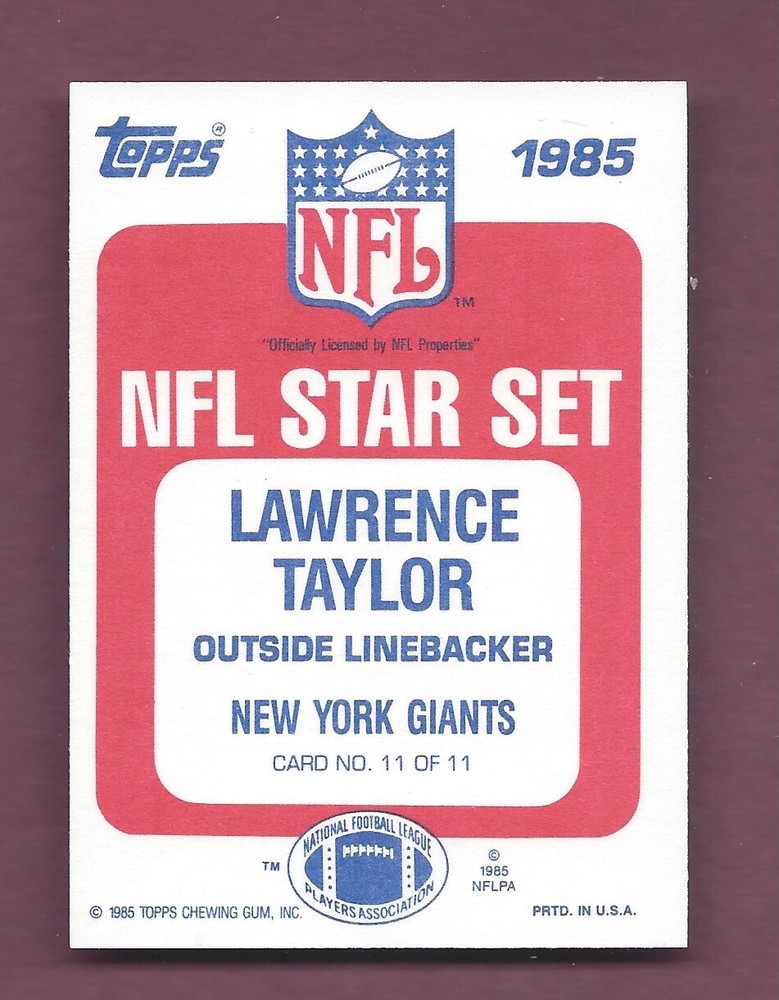 TOPPS®
1985
NFL
TM
"Officially Licensed by NFL Properties"
NFL STAR SET
LAWRENCE
TAYLOR
OUTSIDE LINEBACKER
NEW YORK GIANTS
CARD NO. 11 OF 11
NATIONAL FOOTBALL LEAGUE
PLAYERS ASSOCIATION
TM
©
1985
NFLPA
© 1985 TOPPS CHEWING GUM, INC.
PRTD. IN U.S.A.